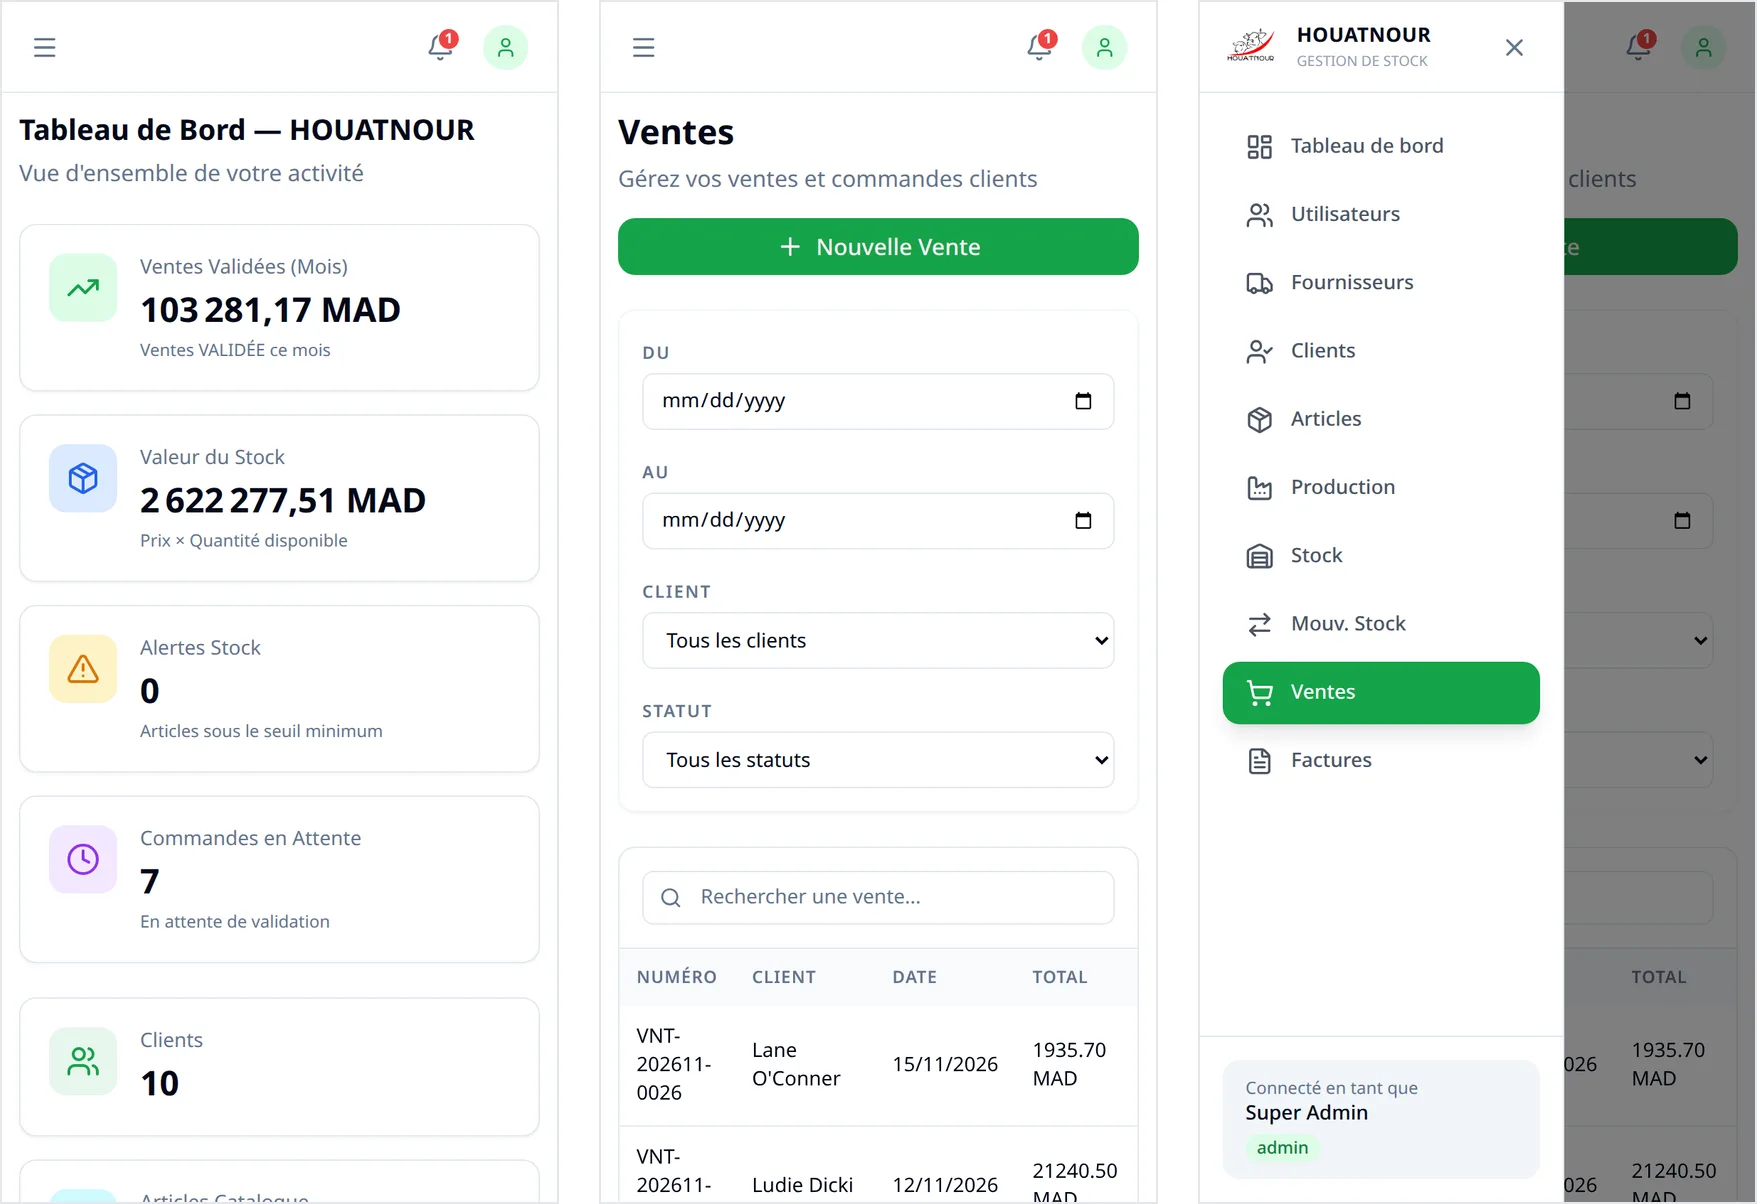 1
Tableau de Bord — HOUATNOUR
Vue d'ensemble de votre activité
Ventes Validées (Mois)
103 281,17 MAD
Ventes VALIDÉE ce mois
Valeur du Stock
2 622 277,51 MAD
Prix × Quantité disponible
Alertes Stock
0
Articles sous le seuil minimum
Commandes en Attente
7
En attente de validation
Clients
10
Articles Catalogue
1
Ventes
Gérez vos ventes et commandes clients
+ Nouvelle Vente
DU
mm/dd/yyyy
AU
mm/dd/yyyy
CLIENT
Tous les clients
STATUT
Tous les statuts
Rechercher une vente...
NUMÉRO CLIENT DATE TOTAL
VNT-
202611-
0026
Lane
O'Conner
15/11/2026
1935.70
MAD
VNT-
202611-
Ludie Dicki
12/11/2026
21240.50
MAD
HOUATNOUR
HOUATNOUR
GESTION DE STOCK
Tableau de bord
Utilisateurs
Fournisseurs
Clients
Articles
Production
Stock
Mouv. Stock
Ventes
Factures
Connecté en tant que
Super Admin
admin
1
clients
te
TOTAL
026
1935.70
MAD
026
21240.50
MAD